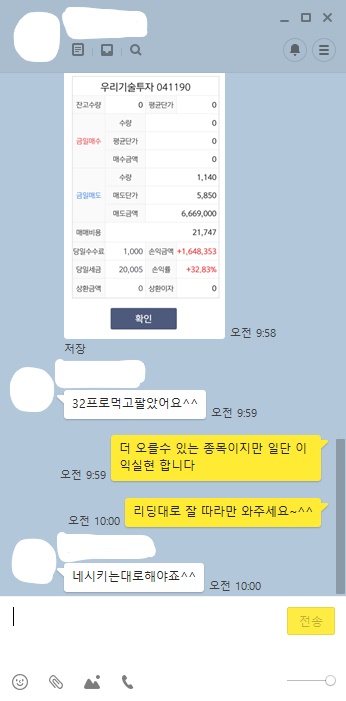 우리기술투자 041190
잔고수량 0 평균단가 0
금일매수 수량 0
평균단가 0
매수금액 0
금일매도 수량 1,140
매도단가 5,850
매도금액 6,669,000
매매비용 21,747
당일수수료 1,000 손익금액 +1,648,353
당일세금 20,005 손익률 +32.83%
상환금액 0 상환이자 0
확인
오전 9:58
저장
32프로먹고팔았어요^^
오전 9:59
더 오를수 있는 종목이지만 일단 이
익실현 합니다
오전 9:59
리딩대로 잘 따라만 와주세요~^^
오전 10:00
네시키는대로해야죠^^
오전 10:00
전송